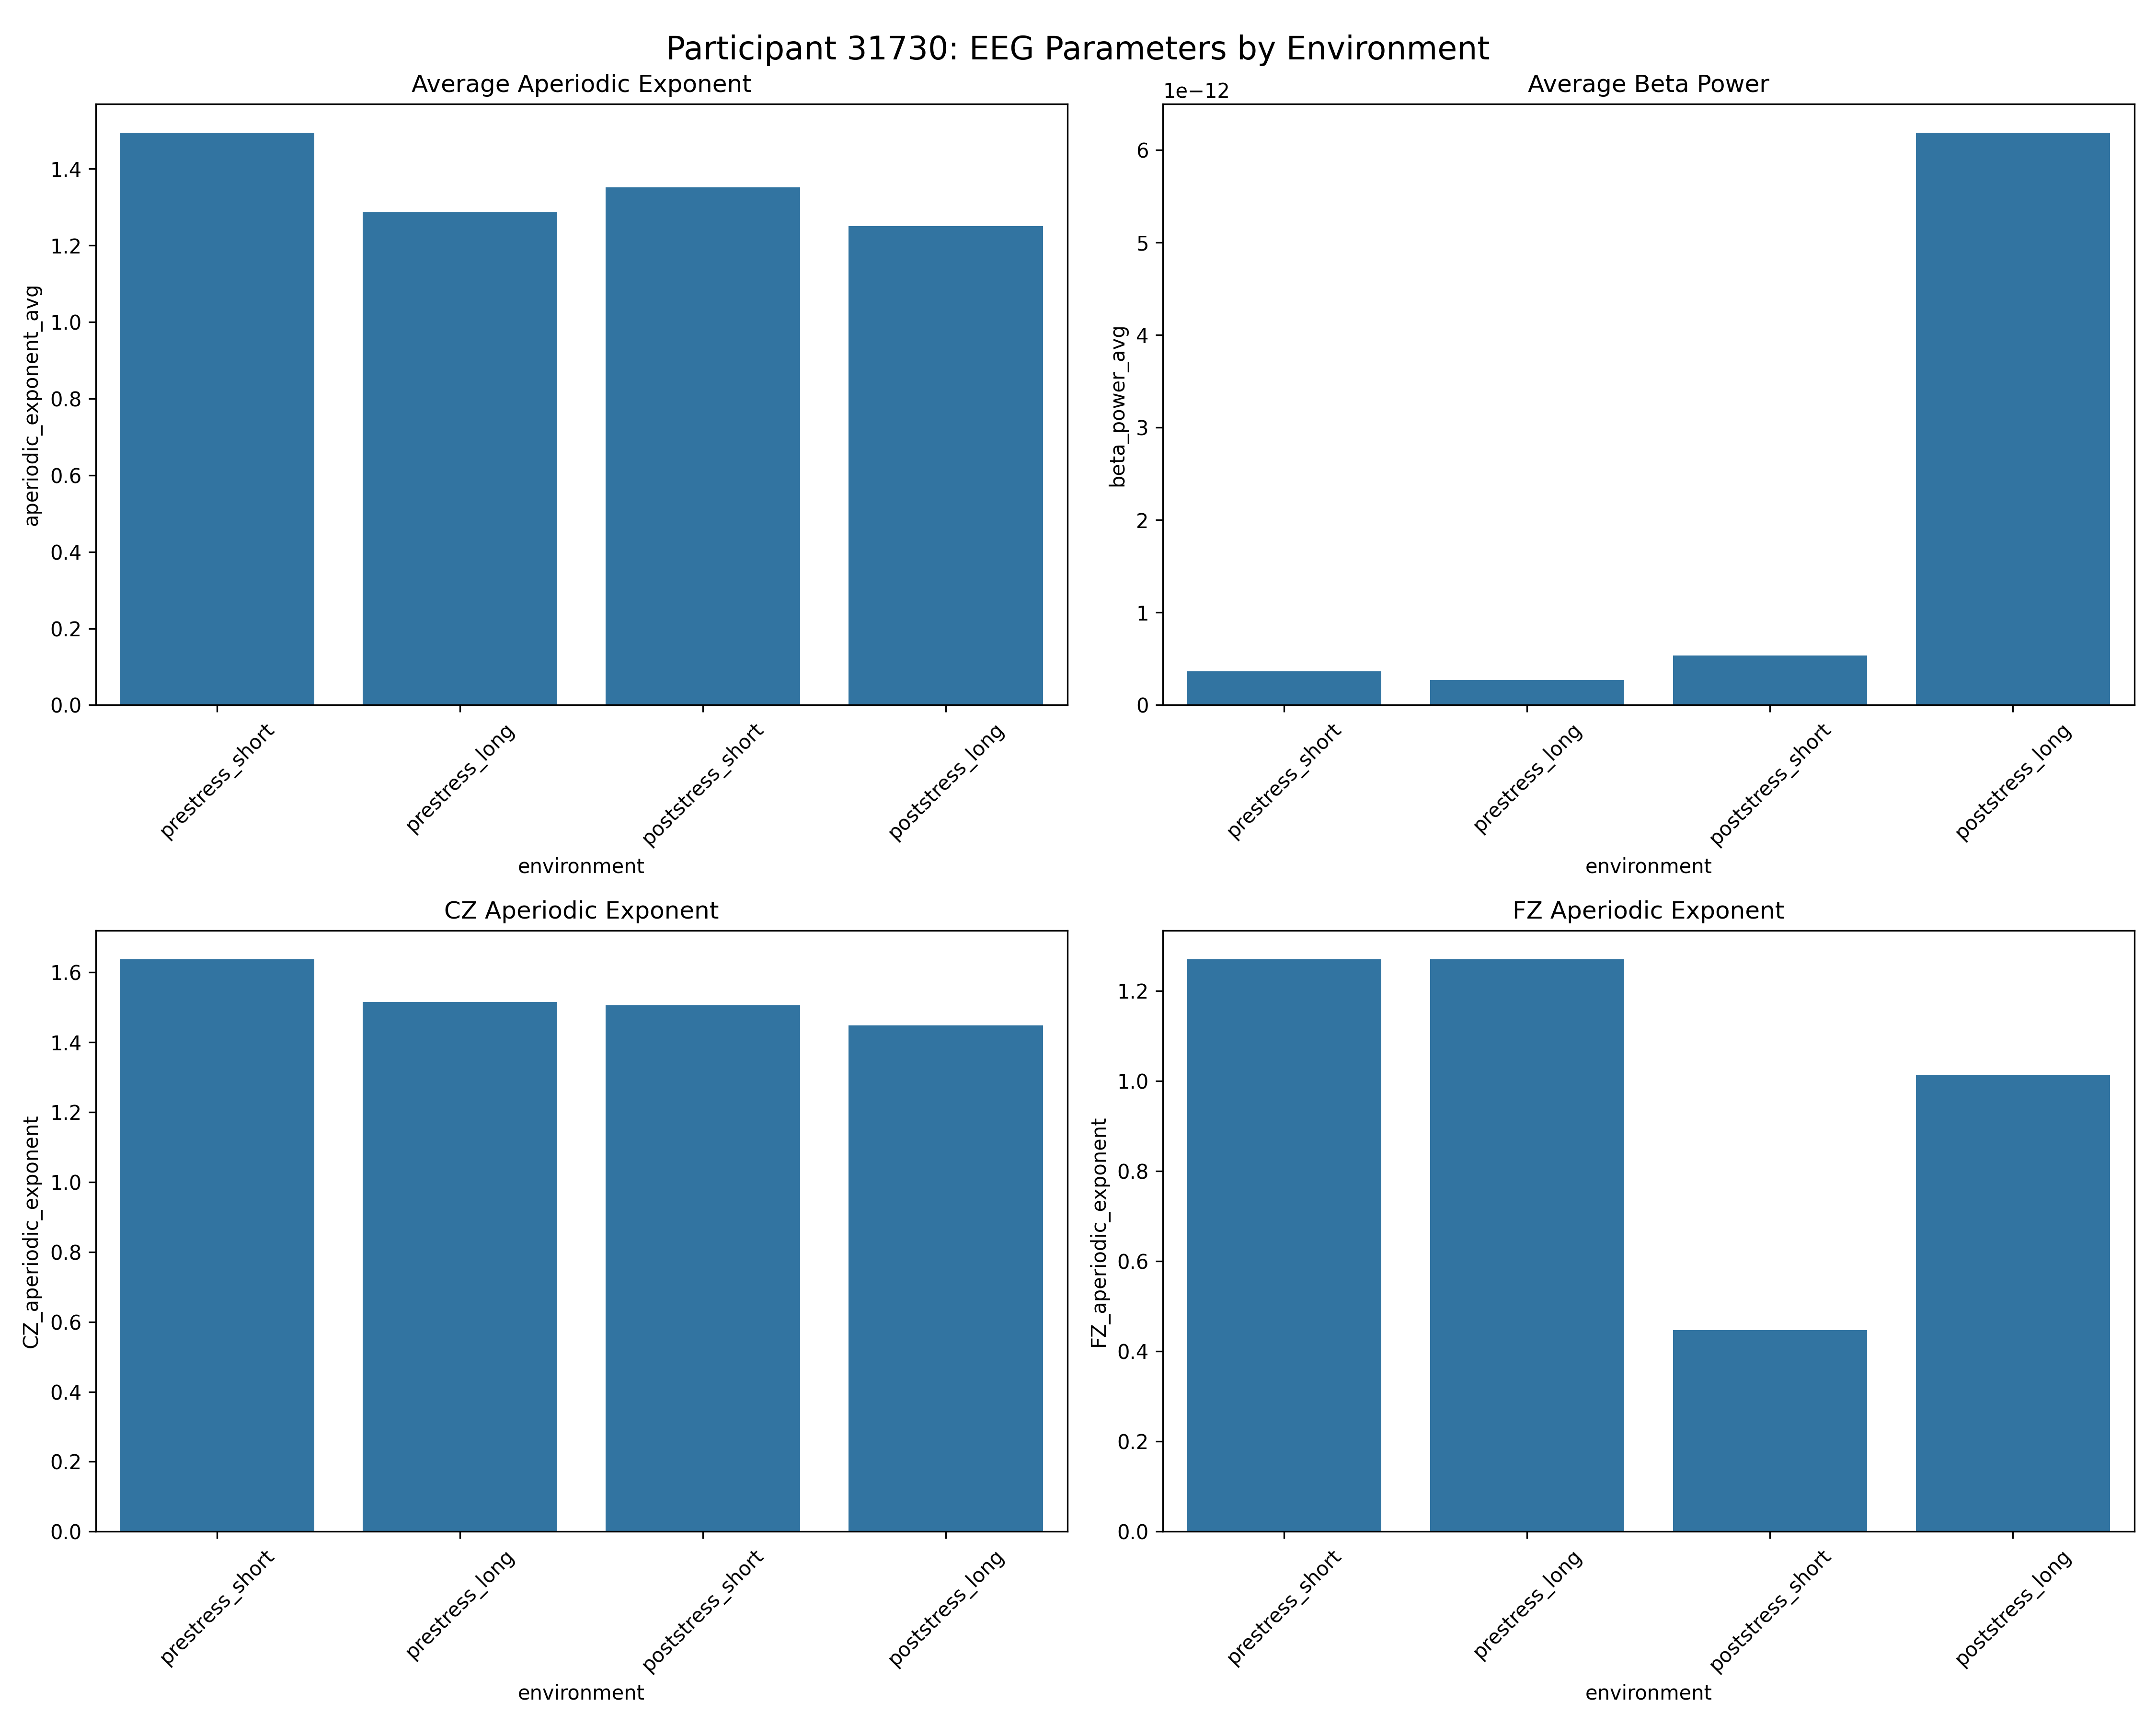 Participant 31730: EEG Parameters by Environment
Average Aperiodic Exponent
aperiodic_exponent_avg
1.4
1.2
1.0
0.8
0.6
0.4
0.2
0.0
prestress_short
prestress_long
poststress_short
poststress_long
environment
Average Beta Power
1e−12
beta_power_avg
6
5
4
3
2
1
0
prestress_short
prestress_long
poststress_short
poststress_long
environment
CZ Aperiodic Exponent
CZ_aperiodic_exponent
1.6
1.4
1.2
1.0
0.8
0.6
0.4
0.2
0.0
prestress_short
prestress_long
poststress_short
poststress_long
environment
FZ Aperiodic Exponent
FZ_aperiodic_exponent
1.2
1.0
0.8
0.6
0.4
0.2
0.0
prestress_short
prestress_long
poststress_short
poststress_long
environment